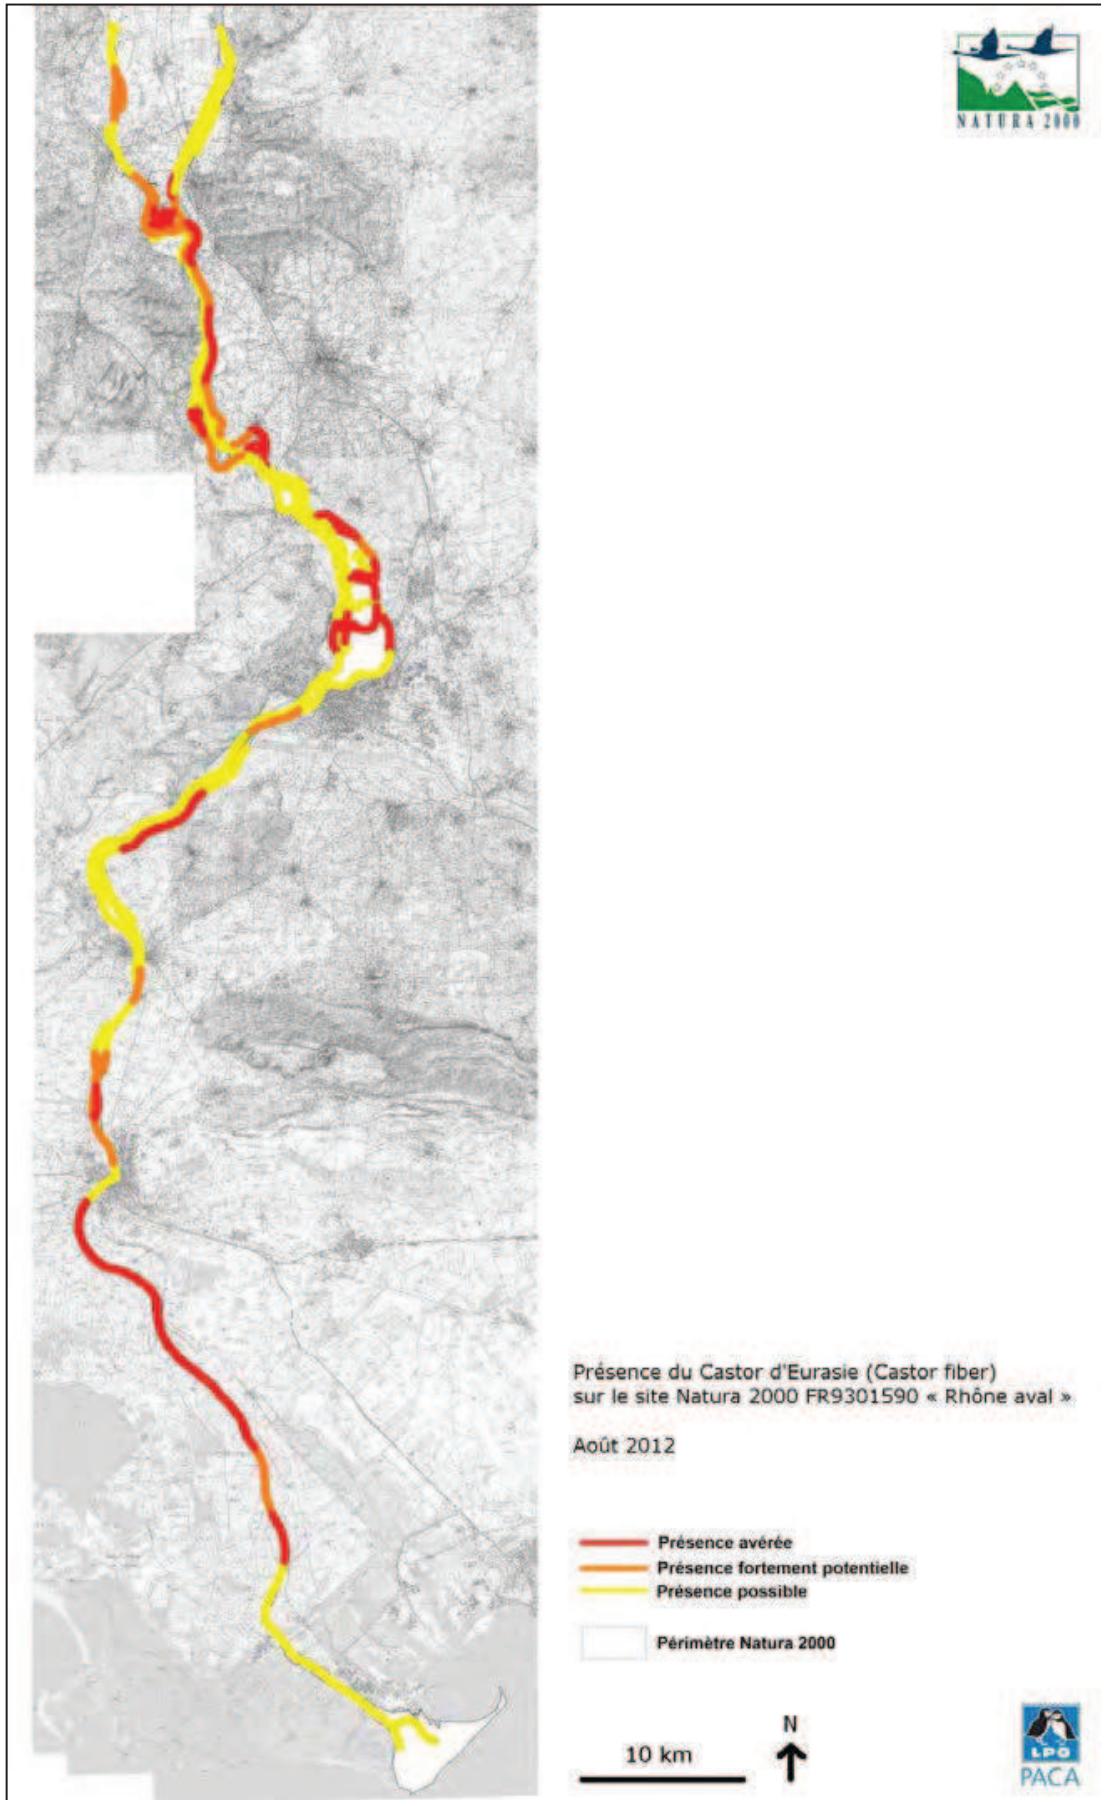 NATURA 2000
Présence du Castor d'Eurasie (Castor fiber)
sur le site Natura 2000 FR9301590 « Rhône aval »
Août 2012
Présence avérée
Présence fortement potentielle
Présence possible
Périmètre Natura 2000
10 km
N
LPO
PACA